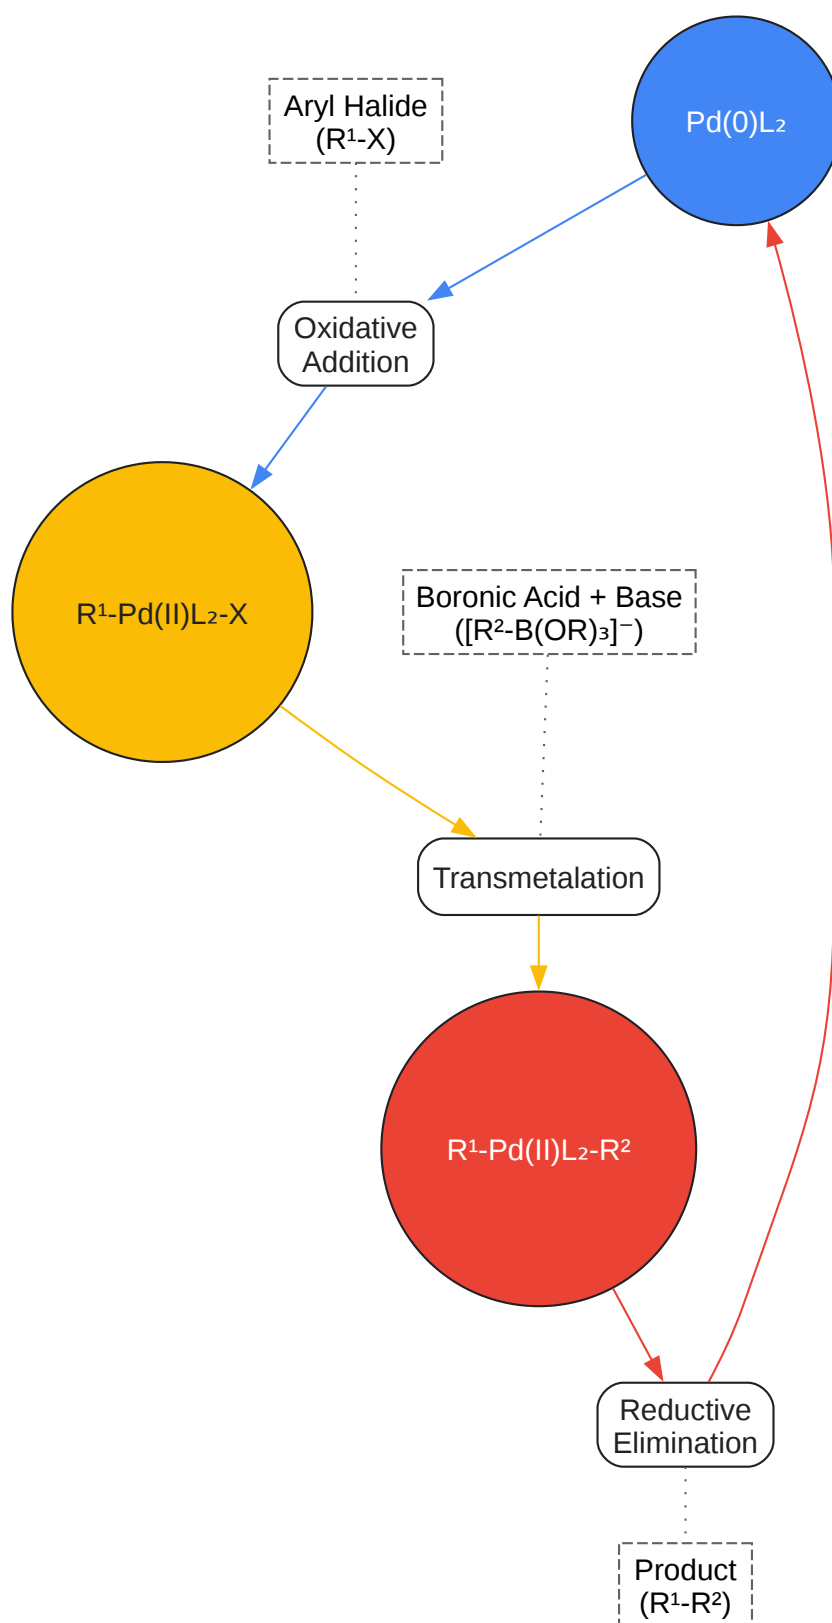 Pd(0)L₂
Aryl Halide
(R¹-X)
Oxidative
Addition
R¹-Pd(II)L₂-X
Boronic Acid + Base
([R²-B(OR)₃]⁻)
Transmetalation
R¹-Pd(II)L₂-R²
Reductive
Elimination
Product
(R¹-R²)